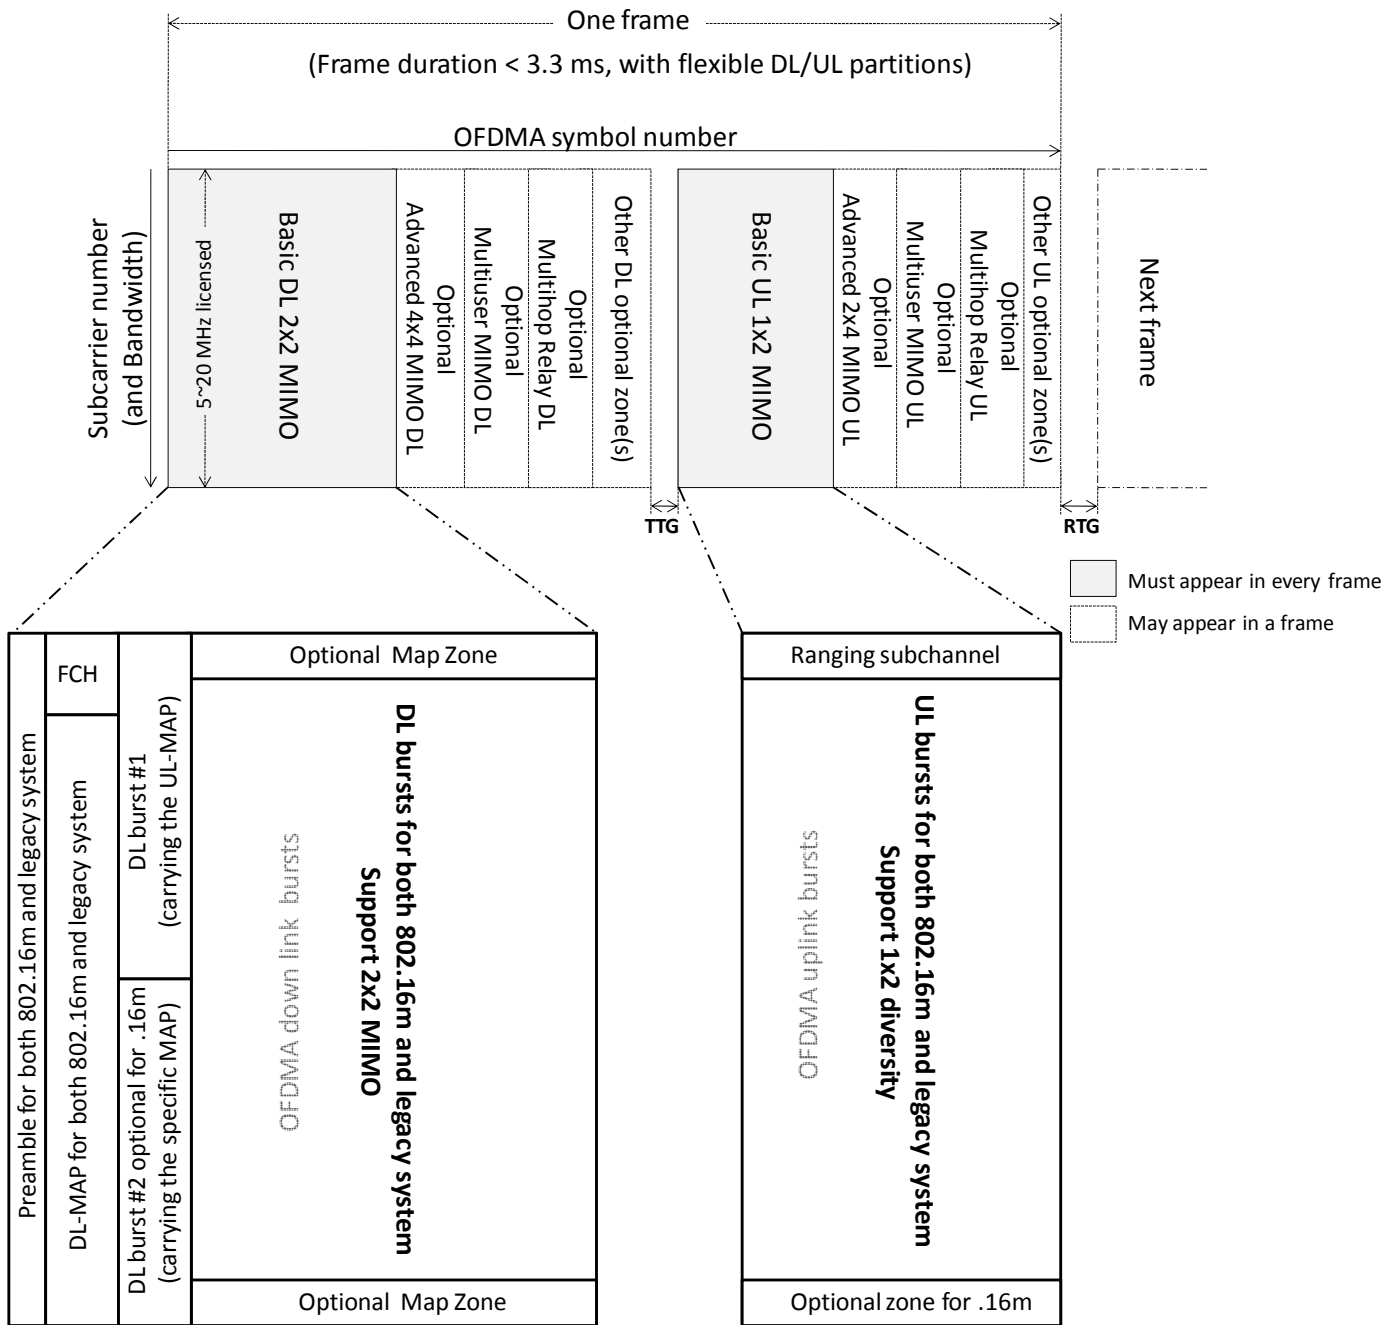 One frame
(Frame duration < 3.3 ms, with flexible DL/UL partitions)
OFDMA symbol number
Subcarrier number
(and Bandwidth)
5~20 MHz licensed
Basic DL 2x2 MIMO
Optional
Advanced 4x4 MIMO DL
Optional
Multiuser MIMO DL
Optional
Multihop Relay DL
Other DL optional zone(s)
Basic UL 1x2 MIMO
Optional
Advanced 2x4 MIMO UL
Optional
Multiuser MIMO UL
Optional
Multihop Relay UL
Other UL optional zone(s)
Next frame
TTG
RTG
Must appear in every frame
May appear in a frame
Preamble for both 802.16m and legacy system
FCH
DL-MAP for both 802.16m and legacy system
DL burst #1
(carrying the UL-MAP)
DL burst #2 optional for .16m
(carrying the specific MAP)
Optional Map Zone
DL bursts for both 802.16m and legacy system
Support 2x2 MIMO
OFDMA down link bursts
Optional Map Zone
Ranging subchannel
UL bursts for both 802.16m and legacy system
Support 1x2 diversity
OFDMA uplink bursts
Optional zone for .16m